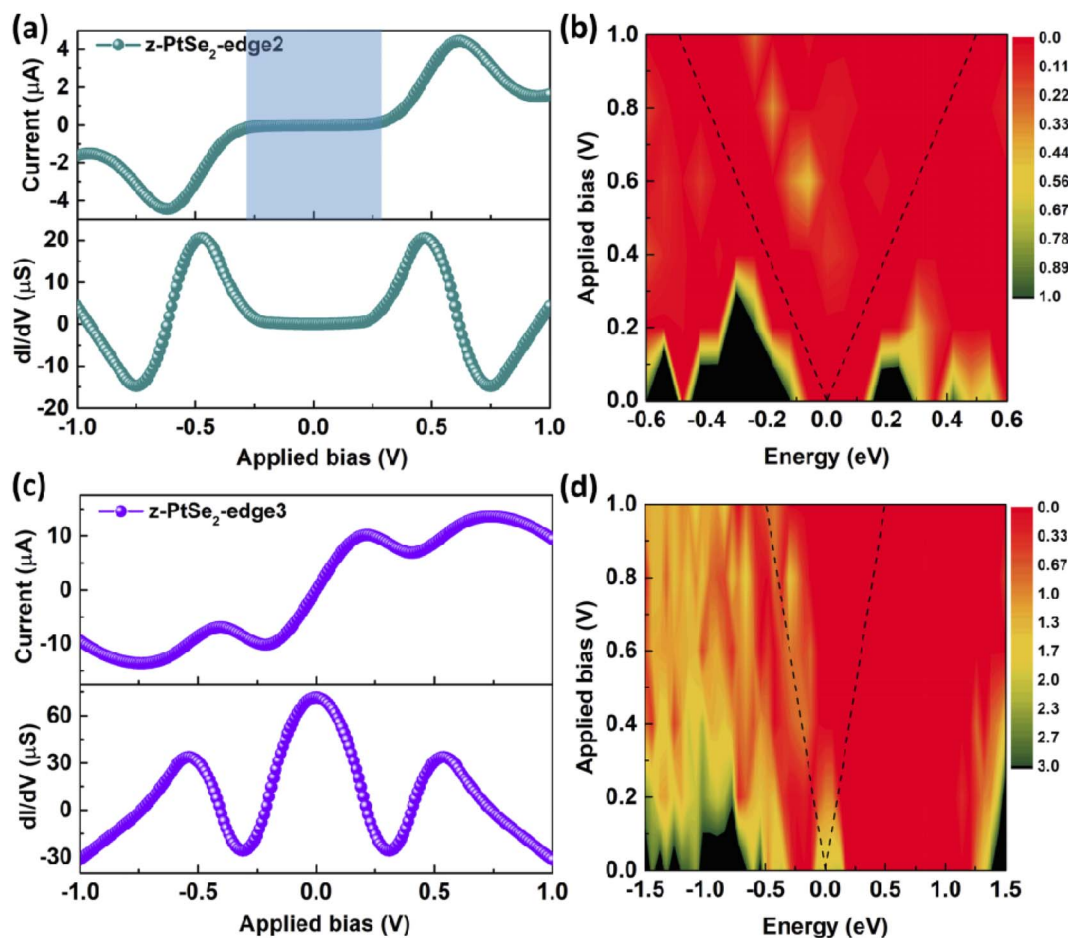 (a)
z-PtSe2-edge2
Current (μA)
4
2
0
-2
-4
dI/dV (μS)
20
10
0
-10
-20
-1.0 -0.5 0.0 0.5 1.0
Applied bias (V)
(b)
Applied bias (V)
1.0
0.8
0.6
0.4
0.2
0.0
-0.6 -0.4 -0.2 0.0 0.2 0.4 0.6
Energy (eV)
0.0
0.11
0.22
0.33
0.44
0.56
0.67
0.78
0.89
1.0
(c)
z-PtSe2-edge3
Current (μA)
10
0
-10
dI/dV (μS)
60
30
0
-30
-1.0 -0.5 0.0 0.5 1.0
Applied bias (V)
(d)
Applied bias (V)
1.0
0.8
0.6
0.4
0.2
0.0
-1.5 -1.0 -0.5 0.0 0.5 1.0 1.5
Energy (eV)
0.0
0.33
0.67
1.0
1.3
1.7
2.0
2.3
2.7
3.0